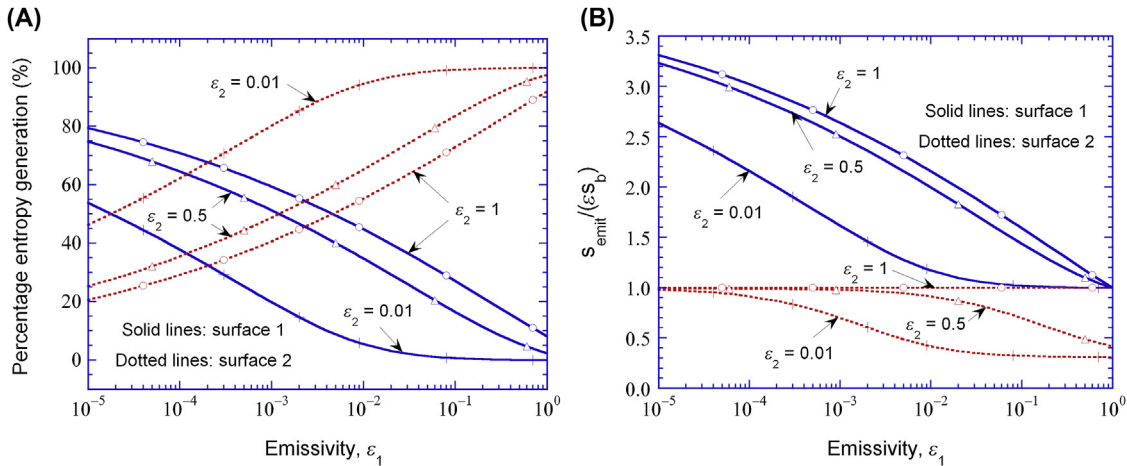 (A)
Percentage entropy generation (%)
100
80
60
40
20
0
10⁻⁵
10⁻⁴
10⁻³
10⁻²
10⁻¹
10⁰
Emissivity, ε₁
ε₂ = 0.01
ε₂ = 0.5
ε₂ = 1
ε₂ = 0.01
Solid lines: surface 1
Dotted lines: surface 2
(B)
s_emit/(εs_b)
3.5
3.0
2.5
2.0
1.5
1.0
0.5
0.0
10⁻⁵
10⁻⁴
10⁻³
10⁻²
10⁻¹
10⁰
Emissivity, ε₁
ε₂ = 1
Solid lines: surface 1
Dotted lines: surface 2
ε₂ = 0.5
ε₂ = 0.01
ε₂ = 1
ε₂ = 0.5
ε₂ = 0.01